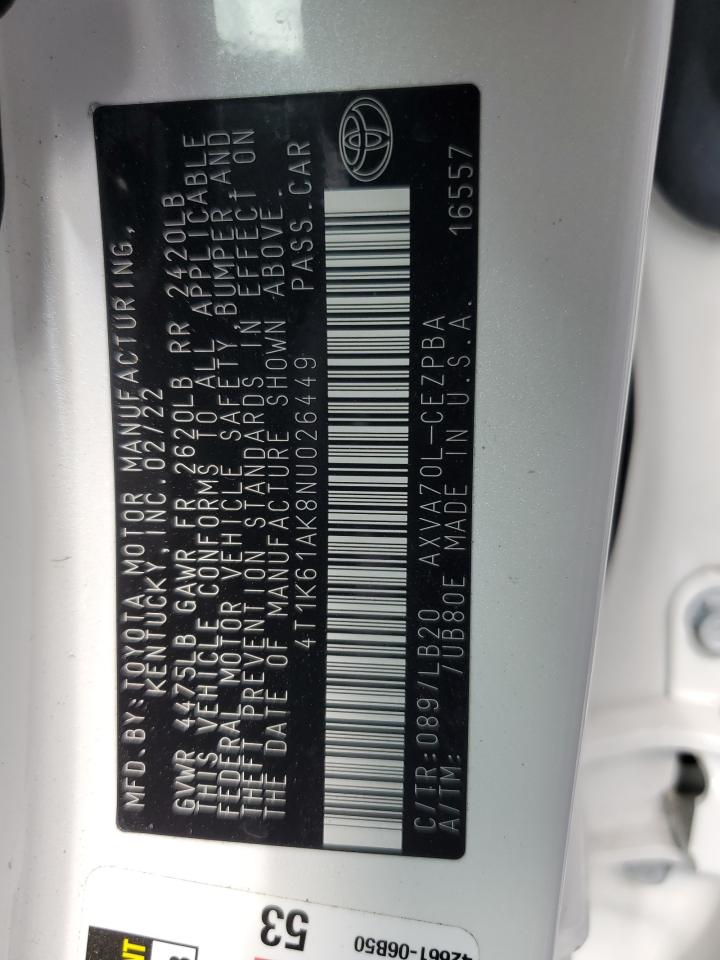 MFD.BY:TOYOTA MOTOR MANUFACTURING,
KENTUCKY, INC.02/22
GVWR 4475LB GAWR FR 2620LB RR 2420LB
THIS VEHICLE CONFORMS TO ALL APPLICABLE
FEDERAL MOTOR VEHICLE SAFETY, BUMPER,AND
THEFT PREVENTION STANDARDS IN EFFECT ON
THE DATE OF MANUFACTURE SHOWN ABOVE.
4T1K61AK8NU026449 PASS.CAR
C/TR:089/LB20 AXVA70L-CEZPBA
A/TM: /UB80E MADE IN U.S.A. 16557
53
42661-06B50